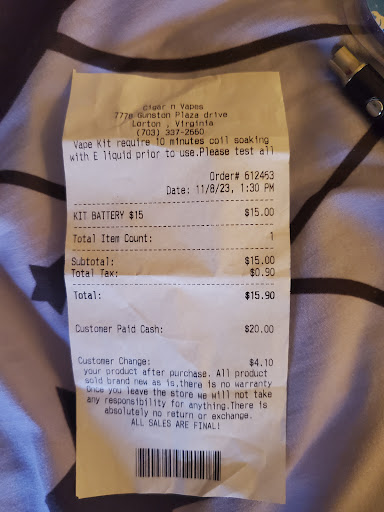 Cigar n Vapes
777e Gunston Plaza drive
Lorton , Virginia
(703) 337-2660
Vape Kit require 10 minutes coil soaking
with E liquid prior to use.Please test all
Order# 612453
Date: 11/8/23, 1:30 PM
KIT BATTERY $15 $15.00
Total Item Count: 1
Subtotal: $15.00
Total Tax: $0.90
Total: $15.90
Customer Paid Cash: $20.00
Customer Change: $4.10
your product after purchase. All product
sold brand new as is,there is no warranty
Once you leave the store we will not take
any responsibility for anything.There is
absolutely no return or exchange.
ALL SALES ARE FINAL!